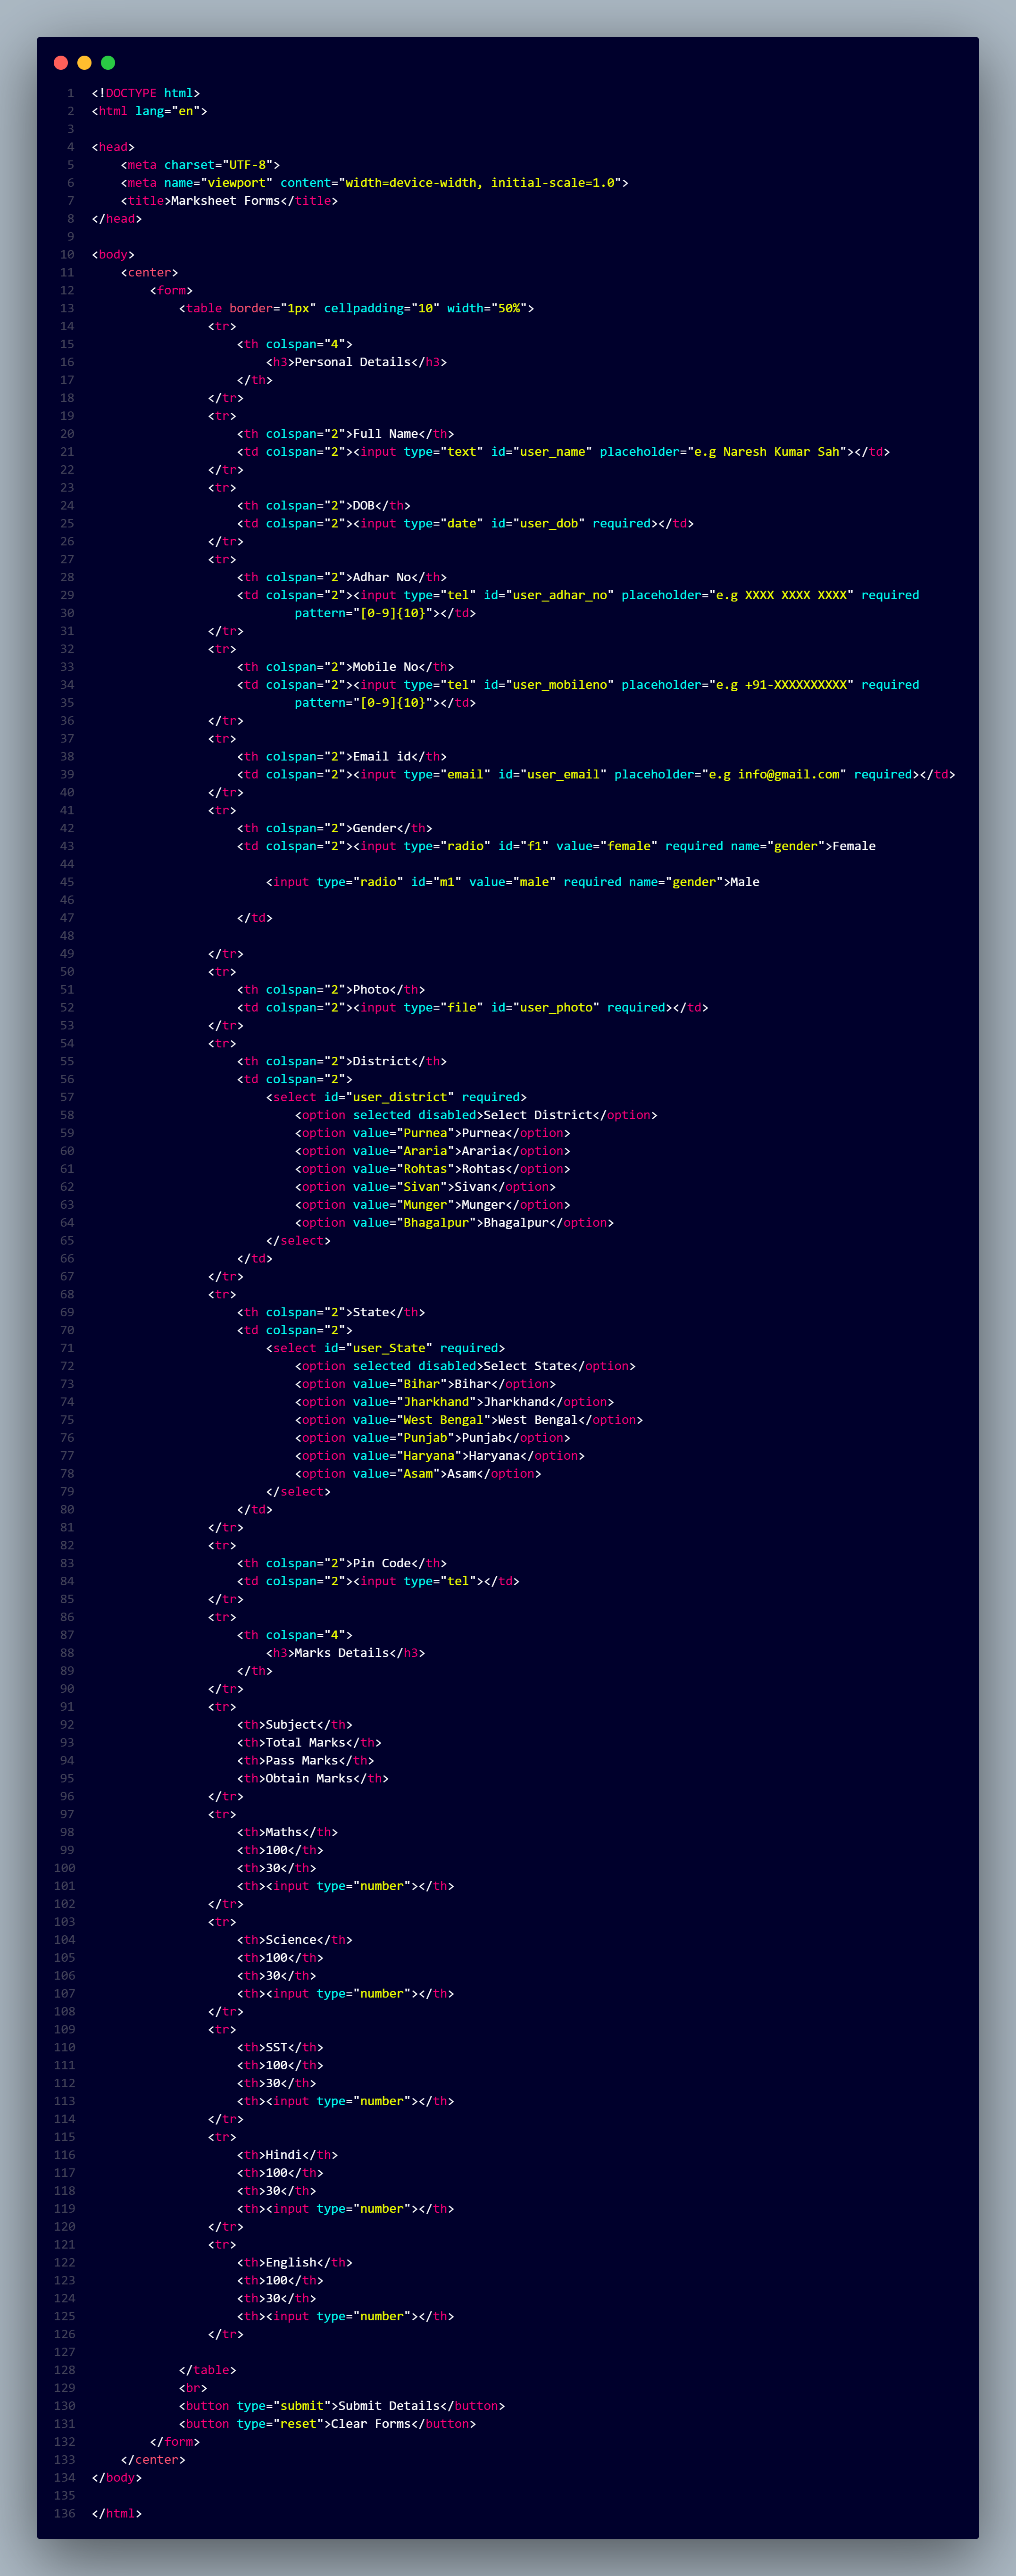 1 <!DOCTYPE html>
2 <html lang="en">
3
4 <head>
5     <meta charset="UTF-8">
6     <meta name="viewport" content="width=device-width, initial-scale=1.0">
7     <title>Marksheet Forms</title>
8 </head>
9
10 <body>
11     <center>
12         <form>
13             <table border="1px" cellpadding="10" width="50%">
14                 <tr>
15                     <th colspan="4">
16                         <h3>Personal Details</h3>
17                     </th>
18                 </tr>
19                 <tr>
20                     <th colspan="2">Full Name</th>
21                     <td colspan="2"><input type="text" id="user_name" placeholder="e.g Naresh Kumar Sah"></td>
22                 </tr>
23                 <tr>
24                     <th colspan="2">DOB</th>
25                     <td colspan="2"><input type="date" id="user_dob" required></td>
26                 </tr>
27                 <tr>
28                     <th colspan="2">Adhar No</th>
29                     <td colspan="2"><input type="tel" id="user_adhar_no" placeholder="e.g XXXX XXXX XXXX" required
30                             pattern="[0-9]{10}"></td>
31                 </tr>
32                 <tr>
33                     <th colspan="2">Mobile No</th>
34                     <td colspan="2"><input type="tel" id="user_mobileno" placeholder="e.g +91-XXXXXXXXXX" required
35                             pattern="[0-9]{10}"></td>
36                 </tr>
37                 <tr>
38                     <th colspan="2">Email id</th>
39                     <td colspan="2"><input type="email" id="user_email" placeholder="e.g info@gmail.com" required></td>
40                 </tr>
41                 <tr>
42                     <th colspan="2">Gender</th>
43                     <td colspan="2"><input type="radio" id="f1" value="female" required name="gender">Female
44
45                         <input type="radio" id="m1" value="male" required name="gender">Male
46
47                     </td>
48
49                 </tr>
50                 <tr>
51                     <th colspan="2">Photo</th>
52                     <td colspan="2"><input type="file" id="user_photo" required></td>
53                 </tr>
54                 <tr>
55                     <th colspan="2">District</th>
56                     <td colspan="2">
57                         <select id="user_district" required>
58                             <option selected disabled>Select District</option>
59                             <option value="Purnea">Purnea</option>
60                             <option value="Araria">Araria</option>
61                             <option value="Rohtas">Rohtas</option>
62                             <option value="Sivan">Sivan</option>
63                             <option value="Munger">Munger</option>
64                             <option value="Bhagalpur">Bhagalpur</option>
65                         </select>
66                     </td>
67                 </tr>
68                 <tr>
69                     <th colspan="2">State</th>
70                     <td colspan="2">
71                         <select id="user_State" required>
72                             <option selected disabled>Select State</option>
73                             <option value="Bihar">Bihar</option>
74                             <option value="Jharkhand">Jharkhand</option>
75                             <option value="West Bengal">West Bengal</option>
76                             <option value="Punjab">Punjab</option>
77                             <option value="Haryana">Haryana</option>
78                             <option value="Asam">Asam</option>
79                         </select>
80                     </td>
81                 </tr>
82                 <tr>
83                     <th colspan="2">Pin Code</th>
84                     <td colspan="2"><input type="tel"></td>
85                 </tr>
86                 <tr>
87                     <th colspan="4">
88                         <h3>Marks Details</h3>
89                     </th>
90                 </tr>
91                 <tr>
92                     <th>Subject</th>
93                     <th>Total Marks</th>
94                     <th>Pass Marks</th>
95                     <th>Obtain Marks</th>
96                 </tr>
97                 <tr>
98                     <th>Maths</th>
99                     <th>100</th>
100                     <th>30</th>
101                     <th><input type="number"></th>
102                 </tr>
103                 <tr>
104                     <th>Science</th>
105                     <th>100</th>
106                     <th>30</th>
107                     <th><input type="number"></th>
108                 </tr>
109                 <tr>
110                     <th>SST</th>
111                     <th>100</th>
112                     <th>30</th>
113                     <th><input type="number"></th>
114                 </tr>
115                 <tr>
116                     <th>Hindi</th>
117                     <th>100</th>
118                     <th>30</th>
119                     <th><input type="number"></th>
120                 </tr>
121                 <tr>
122                     <th>English</th>
123                     <th>100</th>
124                     <th>30</th>
125                     <th><input type="number"></th>
126                 </tr>
127
128             </table>
129             <br>
130             <button type="submit">Submit Details</button>
131             <button type="reset">Clear Forms</button>
132         </form>
133     </center>
134 </body>
135
136 </html>